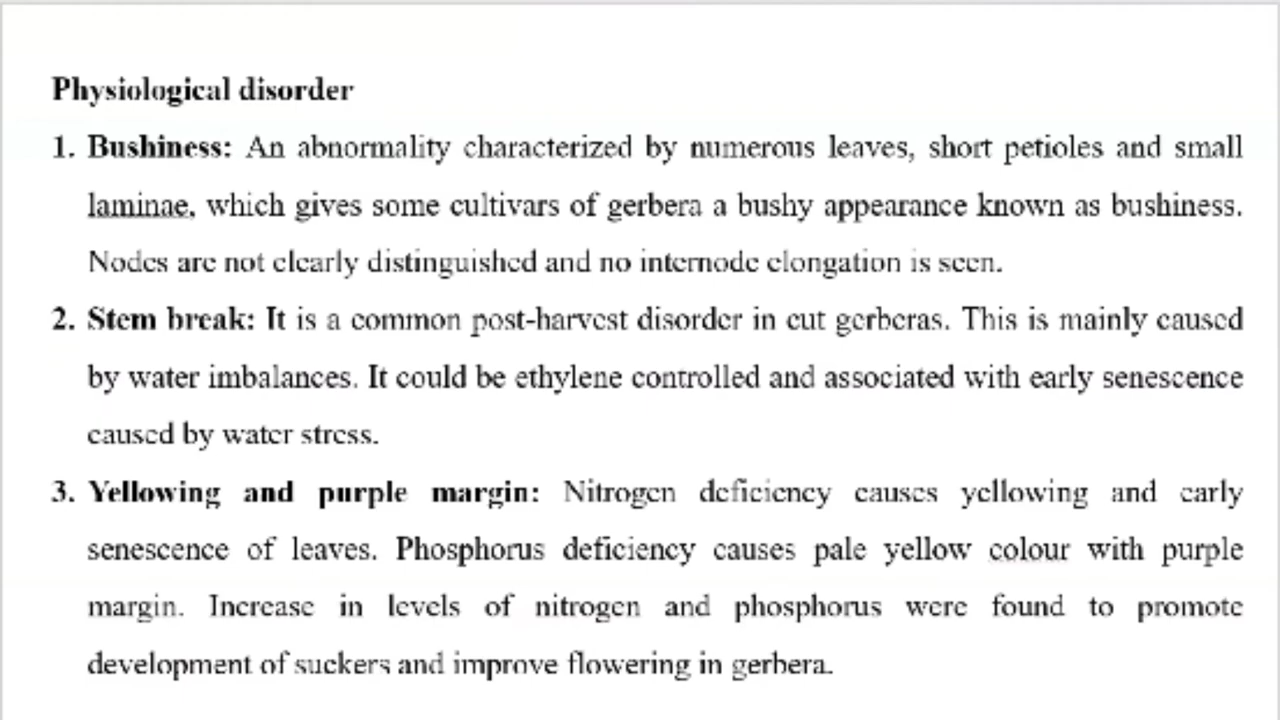 Physiological disorder
1. Bushiness: An abnormality characterized by numerous leaves, short petioles and small
laminae, which gives some cultivars of gerbera a bushy appearance known as bushiness.
Nodes are not clearly distinguished and no internode elongation is seen.
2. Stem break: It is a common post-harvest disorder in cut gerberas. This is mainly caused
by water imbalances. It could be ethylene controlled and associated with early senescence
caused by water stress.
3. Yellowing and purple margin: Nitrogen deficiency causes yellowing and early
senescence of leaves. Phosphorus deficiency causes pale yellow colour with purple
margin. Increase in levels of nitrogen and phosphorus were found to promote
development of suckers and improve flowering in gerbera.